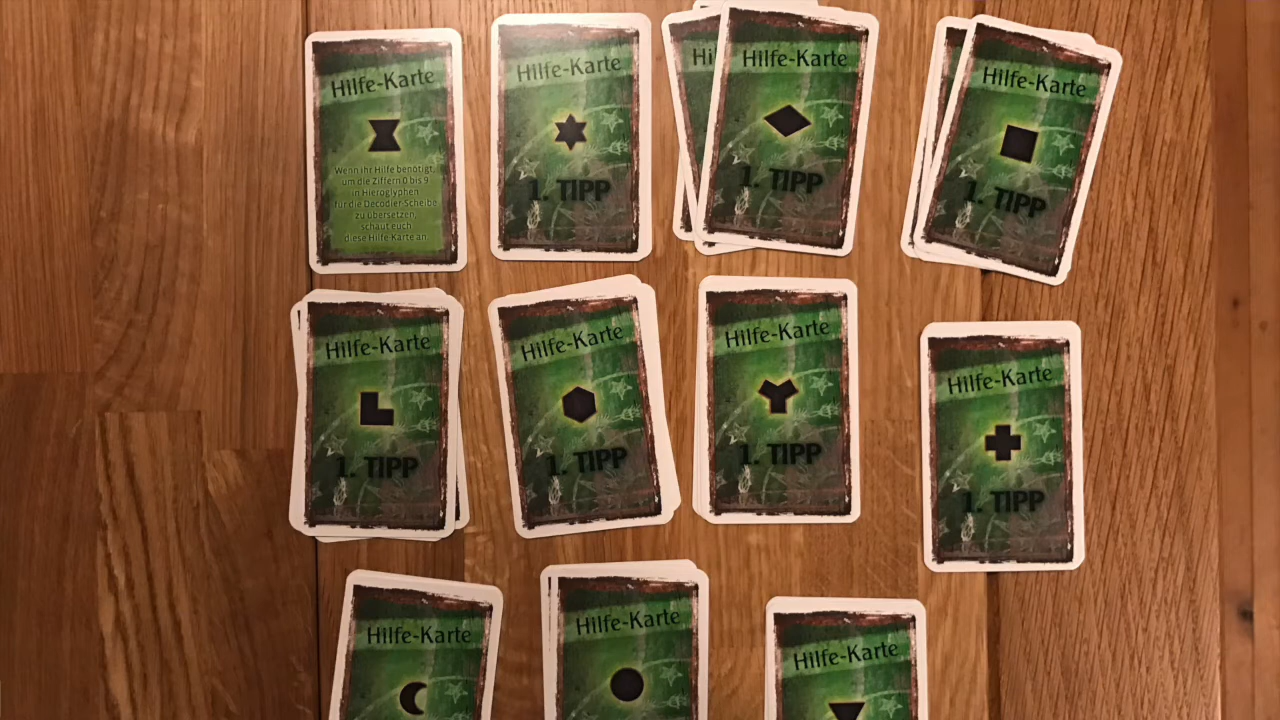 Hilfe-Karte
Wenn ihr Hilfe benötigt,
um die Ziffern 0 bis 9
in Hieroglyphen
für die Decodier-Scheibe
zu übersetzen,
schaut euch
diese Hilfe Karte an.
Hilfe-Karte
1. TIPP
Hi
Hilfe-Karte
1. TIPP
Hilfe-Karte
1. TIPP
Hilfe-Karte
1. TIPP
Hilfe-Karte
1. TIPP
Hilfe-Karte
1. TIPP
Hilfe-Karte
1. TIPP
Hilfe-Karte
Hilfe-Karte
Hilfe-Karte